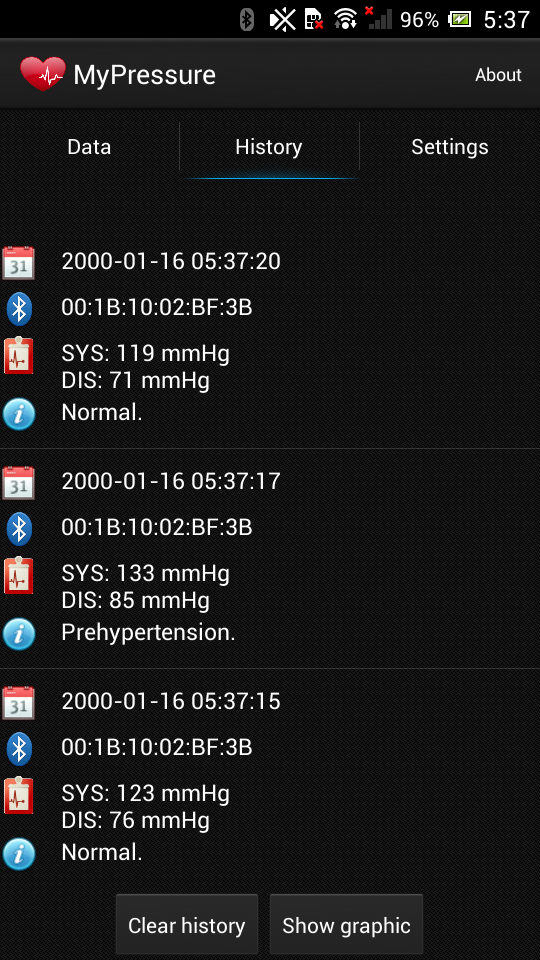 96% 5:37
MyPressure
About
Data
History
Settings
31
2000-01-16 05:37:20
00:1B:10:02:BF:3B
SYS: 119 mmHg
DIS: 71 mmHg
i
Normal.
31
2000-01-16 05:37:17
00:1B:10:02:BF:3B
SYS: 133 mmHg
DIS: 85 mmHg
i
Prehypertension.
31
2000-01-16 05:37:15
00:1B:10:02:BF:3B
SYS: 123 mmHg
DIS: 76 mmHg
i
Normal.
Clear history
Show graphic